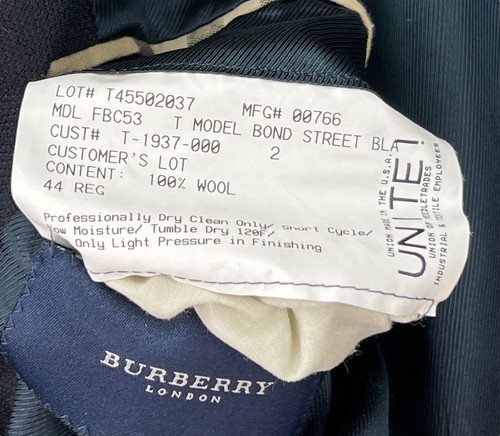 LOT# T45502037 MFG# 00766
MDL FBC53 T MODEL BOND STREET BLA
CUST# T-1937-000 2
CUSTOMER'S LOT
CONTENT: 100% WOOL
44 REG
Professionally Dry Clean Only/ Short Cycle/
ow Moisture/ Tumble Dry 120F/
Only Light Pressure in Finishing
UNION MADE IN THE U.S.A.
UNITE!
UNION OF NEEDLETRADES
INDUSTRIAL & TEXTILE EMPLOYEES
BURBERRY
LONDON